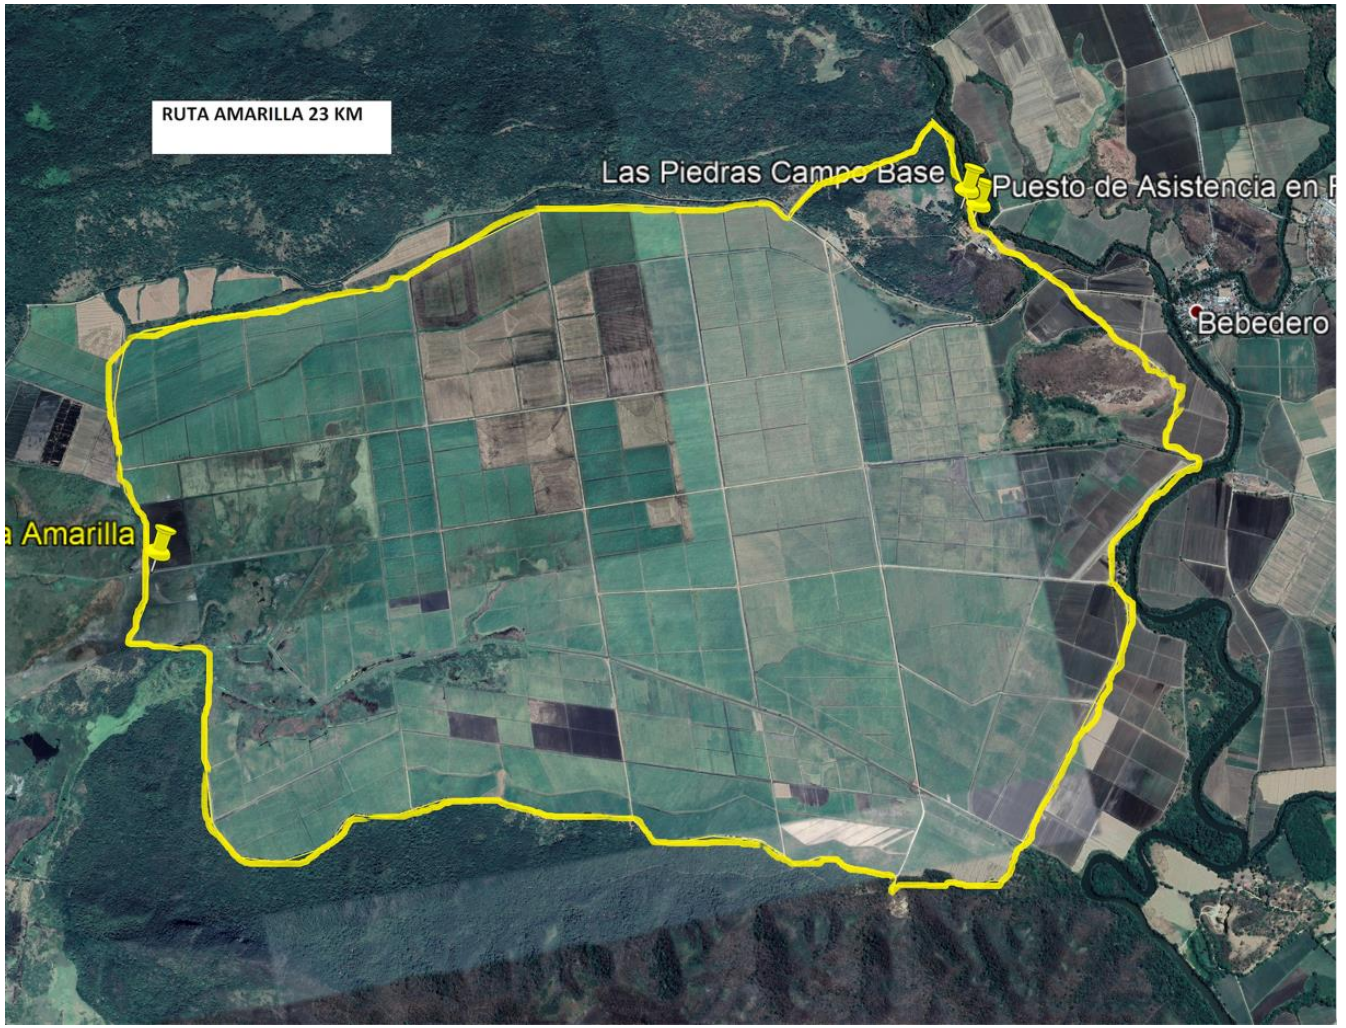 RUTA AMARILLA 23 KM
Las Piedras Campo Base
Puesto de Asistencia en
Bebedero
Amarilla